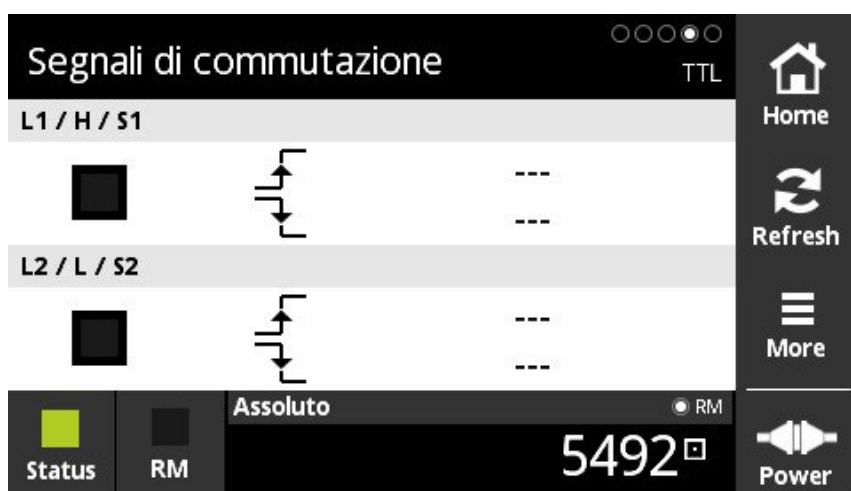 Segnali di commutazione
TTL
Home
L1 / H / S1
---
---
Refresh
L2 / L / S2
---
---
More
Assoluto
RM
5492
Status
RM
Power